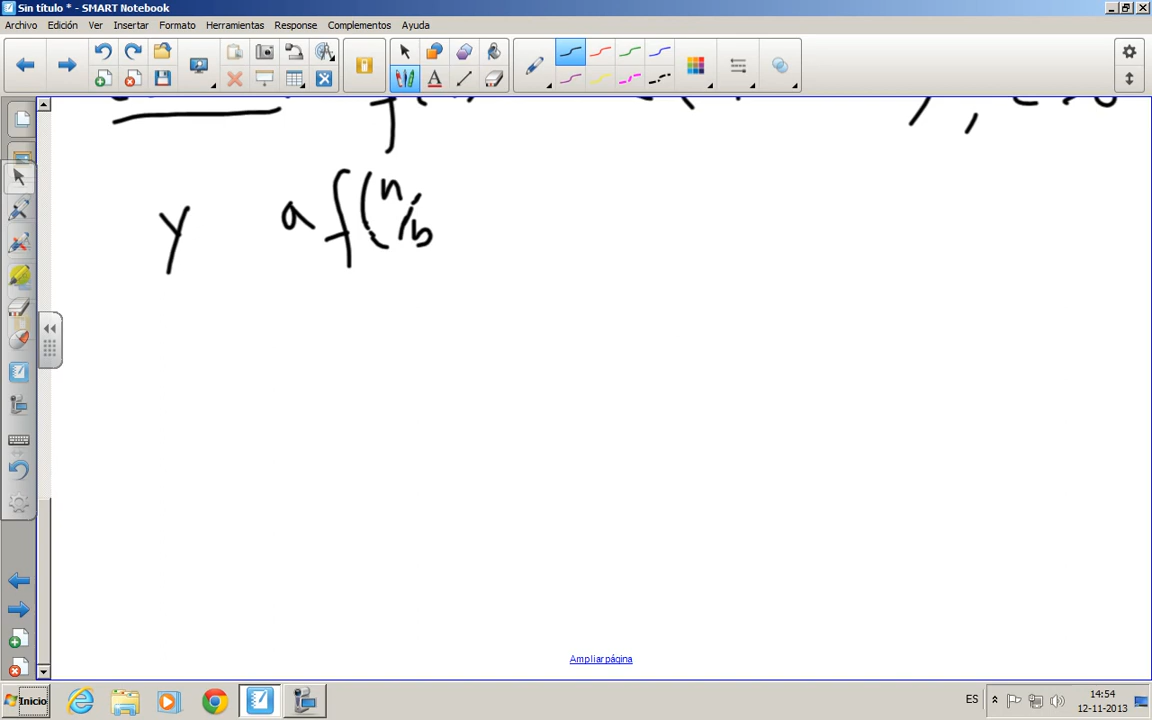 Sin título * - SMART Notebook
Archivo Edición Ver Insertar Formato Herramientas Response Complementos Ayuda
y a f(n/b
Ampliar página
Inicio
ES
14:54
12-11-2013